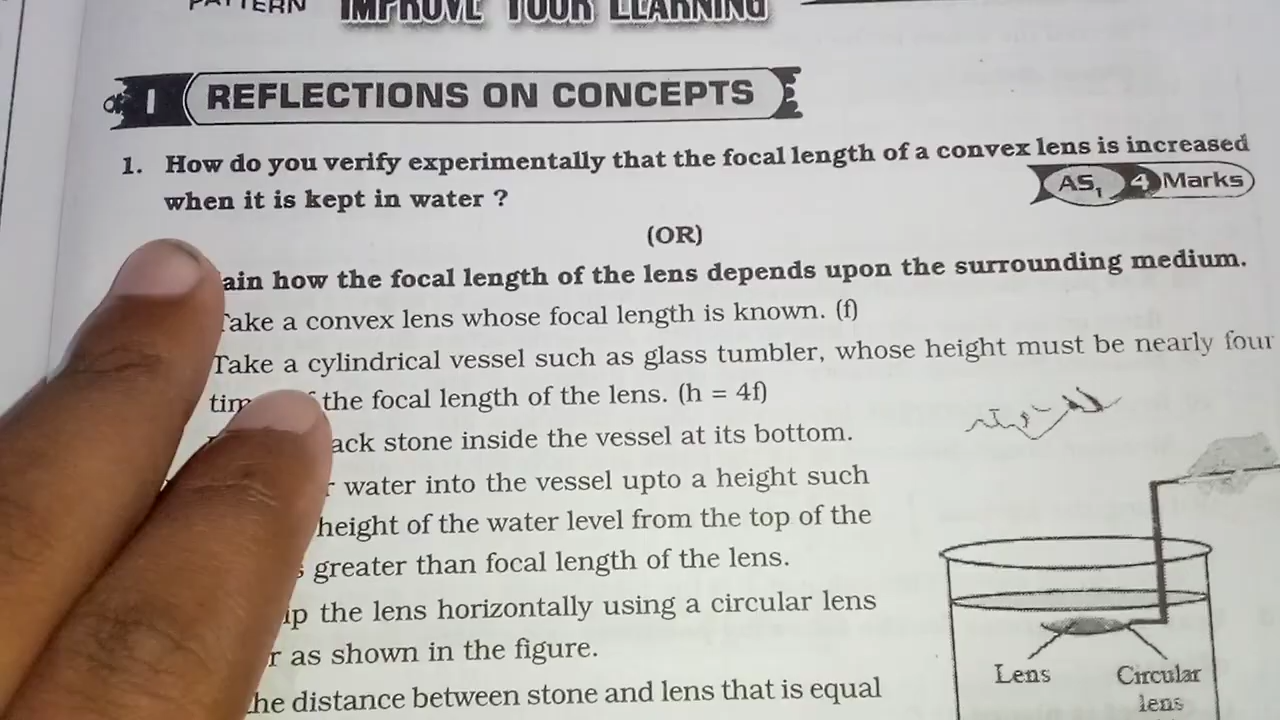 PATTERN IMPROVE YOUR LEARNING
I REFLECTIONS ON CONCEPTS
1. How do you verify experimentally that the focal length of a convex lens is increased
when it is kept in water ?
AS1 4 Marks
(OR)
ain how the focal length of the lens depends upon the surrounding medium.
ake a convex lens whose focal length is known. (f)
Take a cylindrical vessel such as glass tumbler, whose height must be nearly four
the focal length of the lens. (h = 4f)
ack stone inside the vessel at its bottom.
water into the vessel upto a height such
height of the water level from the top of the
greater than focal length of the lens.
ip the lens horizontally using a circular lens
r as shown in the figure.
he distance between stone and lens that is equal
Lens
Circular
lens